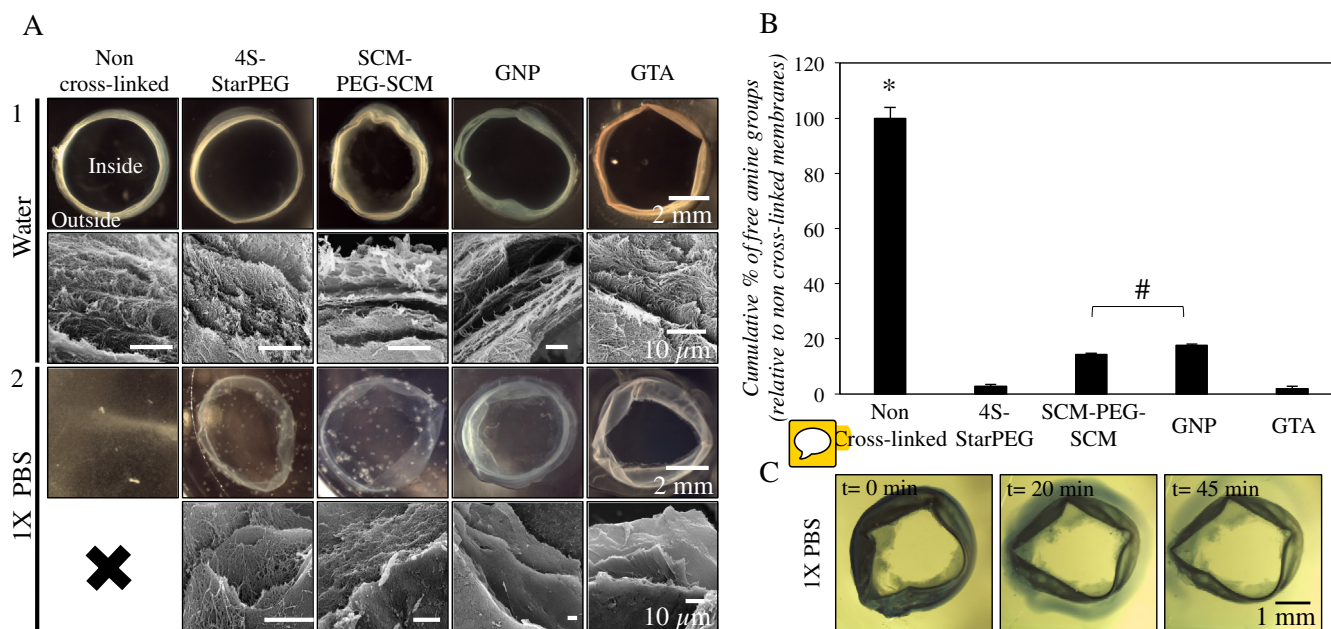 A
Non
cross-linked
4S-
StarPEG
SCM-
PEG-SCM
GNP
GTA
1
Water
Inside
Outside
2 mm
10 µm
2
1X PBS
2 mm
10 µm
B
Cumulative % of free amine groups
(relative to non cross-linked membranes)
120
100
80
60
40
20
0
*
#
Non
Cross-linked
4S-
StarPEG
SCM-PEG-
SCM
GNP
GTA
C
1X PBS
t= 0 min
t= 20 min
t= 45 min
1 mm